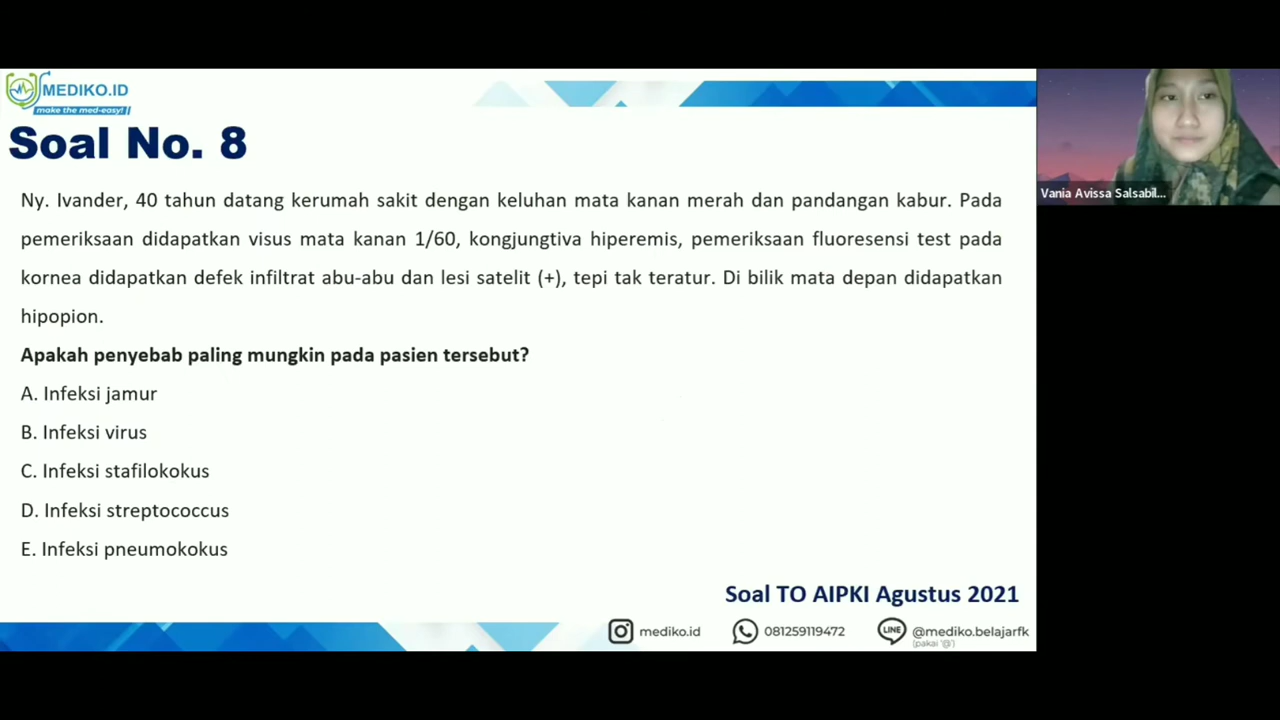 MEDIKO.ID
make the med-easy!
Soal No. 8
Ny. Ivander, 40 tahun datang kerumah sakit dengan keluhan mata kanan merah dan pandangan kabur. Pada
pemeriksaan didapatkan visus mata kanan 1/60, kongjungtiva hiperemis, pemeriksaan fluoresensi test pada
kornea didapatkan defek infiltrat abu-abu dan lesi satelit (+), tepi tak teratur. Di bilik mata depan didapatkan
hipopion.
Apakah penyebab paling mungkin pada pasien tersebut?
A. Infeksi jamur
B. Infeksi virus
C. Infeksi stafilokokus
D. Infeksi streptococcus
E. Infeksi pneumokokus
Soal TO AIPKI Agustus 2021
mediko.id
081259119472
LINE
@mediko.belajarfk
(pakai '@')
Vania Avissa Salsabil...